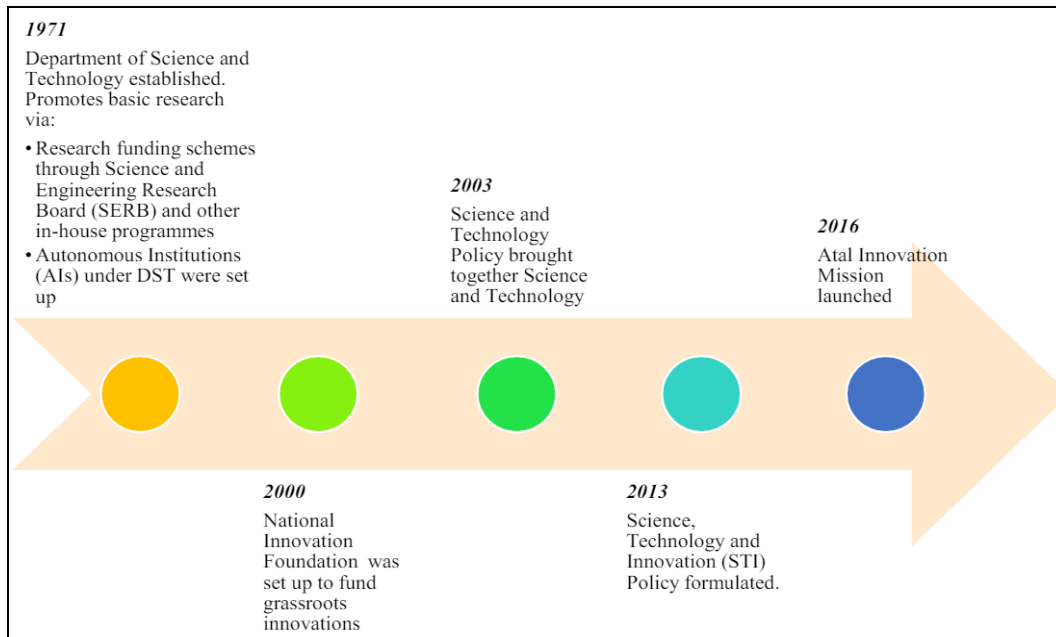 1971
Department of Science and
Technology established.
Promotes basic research
via:
• Research funding schemes
through Science and
Engineering Research
Board (SERB) and other
in-house programmes
• Autonomous Institutions
(AIs) under DST were set
up
2000
National
Innovation
Foundation was
set up to fund
grassroots
innovations
2003
Science and
Technology
Policy brought
together Science
and Technology
2013
Science,
Technology and
Innovation (STI)
Policy formulated.
2016
Atal Innovation
Mission
launched